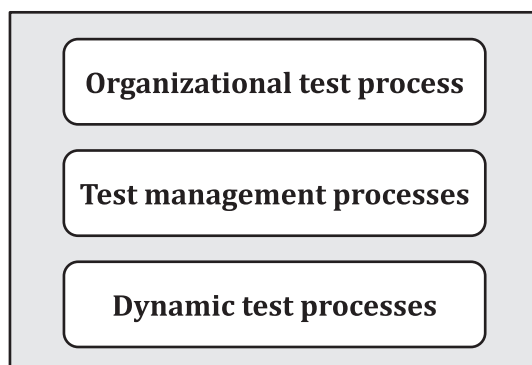 Organizational test process
Test management processes
Dynamic test processes